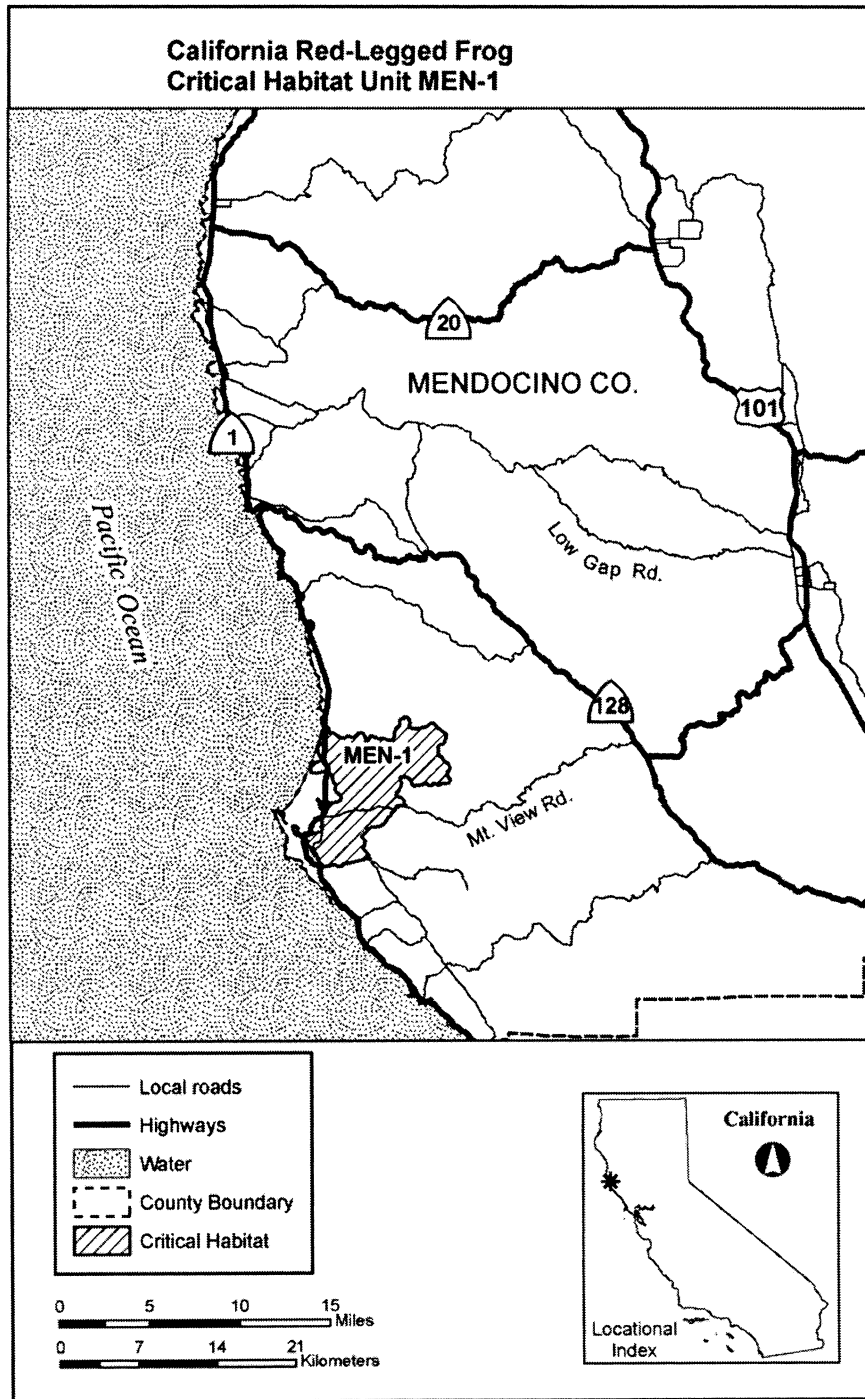 California Red-Legged Frog
Critical Habitat Unit MEN-1
20
MENDOCINO CO.
101
1
Pacific Ocean
Low Gap Rd.
128
MEN-1
Mt. View Rd.
Local roads
Highways
Water
County Boundary
Critical Habitat
0 5 10 15
Miles
0 7 14 21
Kilometers
California
Locational
Index